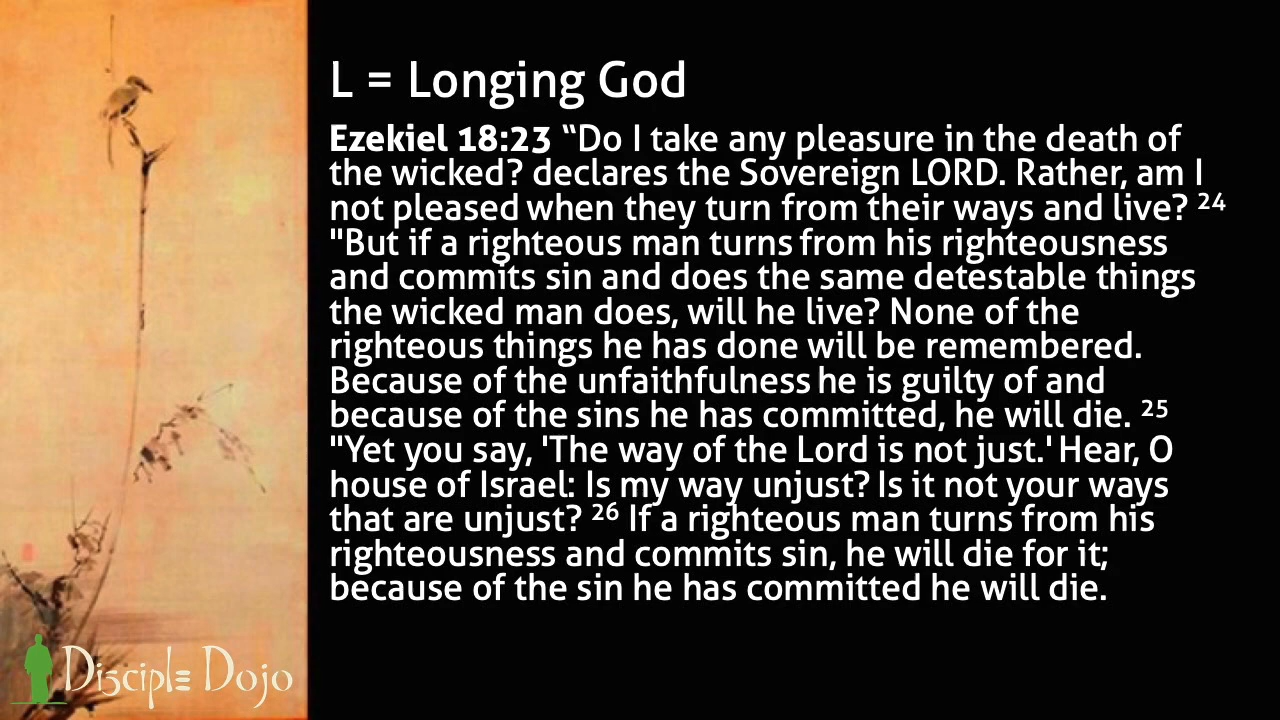 L = Longing God
Ezekiel 18:23 “Do I take any pleasure in the death of
the wicked? declares the Sovereign LORD. Rather, am I
not pleased when they turn from their ways and live? ²⁴
"But if a righteous man turns from his righteousness
and commits sin and does the same detestable things
the wicked man does, will he live? None of the
righteous things he has done will be remembered.
Because of the unfaithfulness he is guilty of and
because of the sins he has committed, he will die. ²⁵
"Yet you say, 'The way of the Lord is not just.' Hear, O
house of Israel: Is my way unjust? Is it not your ways
that are unjust? ²⁶ If a righteous man turns from his
righteousness and commits sin, he will die for it;
because of the sin he has committed he will die.
Disciple Dojo